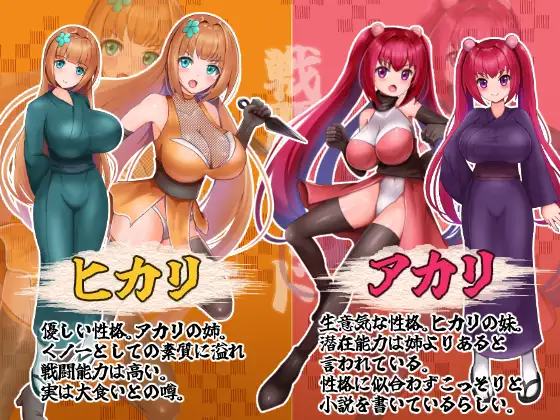 ヒカリ
優しい性格。アカリの姉。
くノ一としての素質に溢れ
戦闘能力は高い。
実は大食いとの噂。
アカリ
生意気な性格。ヒカリの妹。
潜在能力は姉よりあると
言われている。
性格に似合わずこっそりと
小説を書いているらしい。